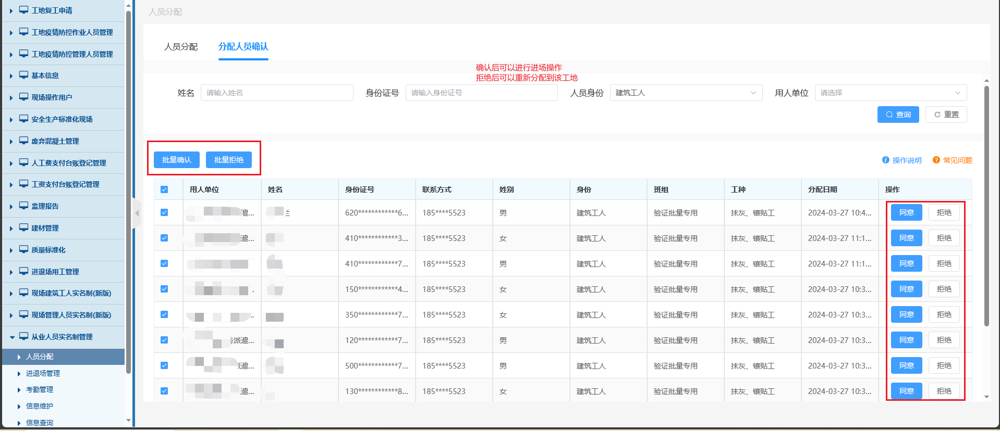 工地复工申请
工地疫情防控作业人员管理
工地疫情防控管理人员管理
基本信息
现场操作用户
安全生产标准化现场
废弃混凝土管理
人工费支付台账登记管理
工资支付台账登记管理
监理报告
建材管理
质量标准化
进退场用工管理
现场建筑工人实名制(新版)
现场管理人员实名制(新版)
从业人员实名制管理
人员分配
进退场管理
考勤管理
信息维护
信息查询
人员分配
人员分配 分配人员确认
确认后可以进行进场操作
拒绝后可以重新分配到该工地
姓名 请输入姓名 身份证号 请输入身份证号 人员身份 建筑工人 用人单位 请选择
查询 重置
批量确认 批量拒绝 操作说明 常见问题
用人单位 姓名 身份证号 联系方式 姓别 身份 班组 工种 分配日期 操作
遣... 620************6... 185****5523 男 建筑工人 验证批量专用 抹灰、镶贴工 2024-03-27 10:4... 同意 拒绝
遣... 410************3... 185****5523 女 建筑工人 验证批量专用 抹灰、镶贴工 2024-03-27 11:1... 同意 拒绝
410************7... 185****5523 男 建筑工人 验证批量专用 抹灰、镶贴工 2024-03-27 11:1... 同意 拒绝
150************4... 185****5523 女 建筑工人 验证批量专用 抹灰、镶贴工 2024-03-27 10:3... 同意 拒绝
350************7... 185****5523 女 建筑工人 验证批量专用 抹灰、镶贴工 2024-03-27 10:3... 同意 拒绝
派遣... 120************7... 185****5523 男 建筑工人 验证批量专用 抹灰、镶贴工 2024-03-27 10:3... 同意 拒绝
遣... 500************7... 185****5523 男 建筑工人 验证批量专用 抹灰、镶贴工 2024-03-27 10:3... 同意 拒绝
遣... 130************8... 185****5523 女 建筑工人 验证批量专用 抹灰、镶贴工 2024-03-27 10:3... 同意 拒绝